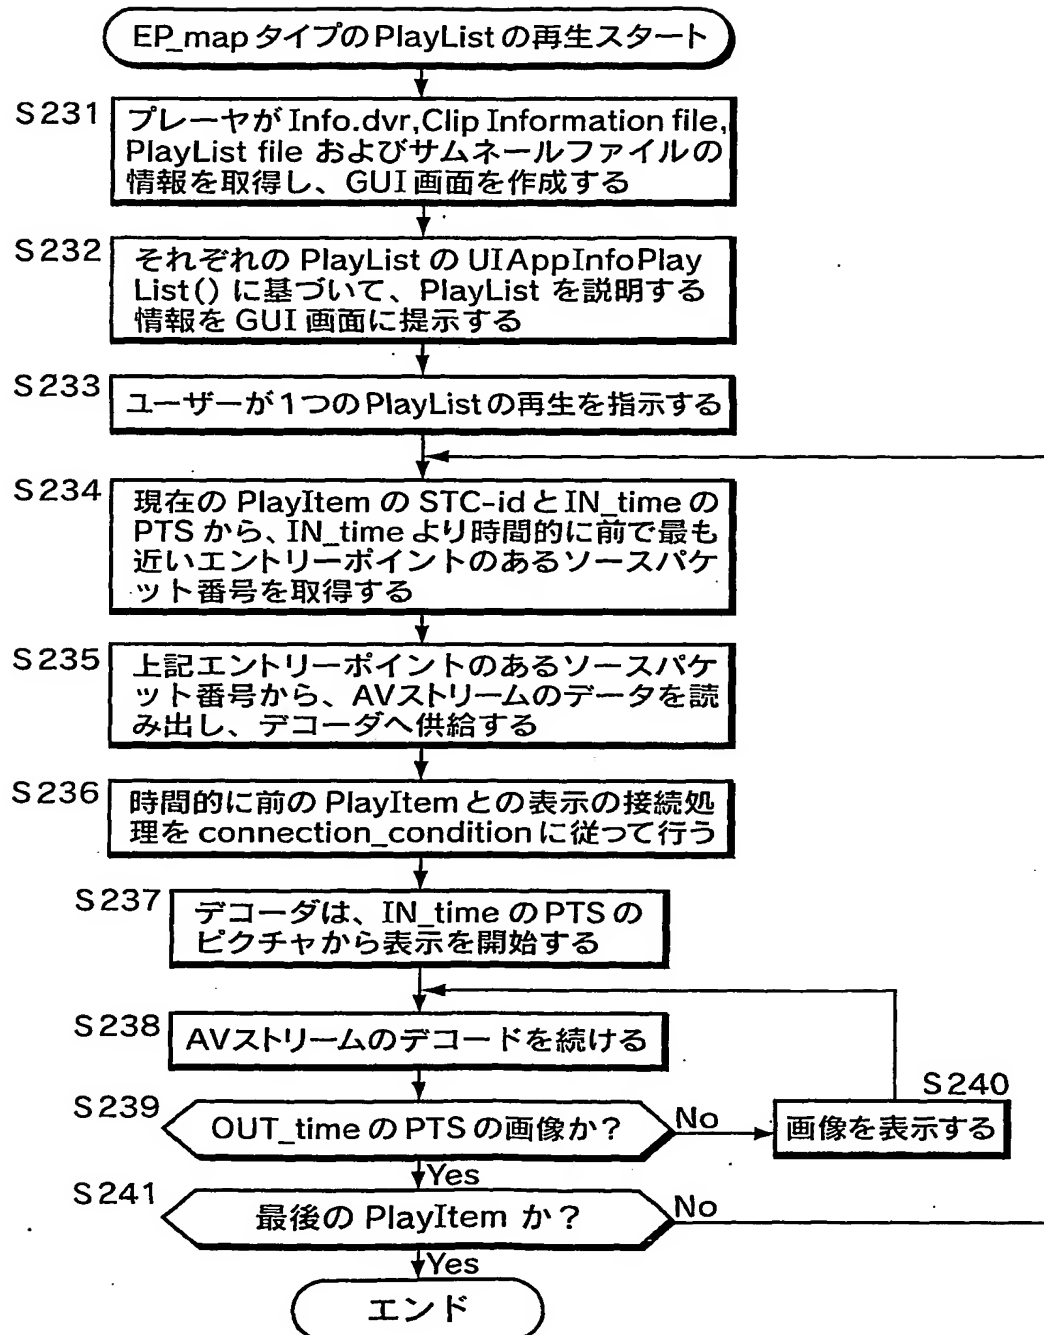 EP_map タイプの PlayList の再生スタート
S231
プレーヤが Info.dvr,Clip Information file,
PlayList file およびサムネールファイルの
情報を取得し、GUI 画面を作成する
S232
それぞれの PlayList の UIAppInfoPlay
List() に基づいて、PlayList を説明する
情報を GUI 画面に提示する
S233
ユーザーが1つのPlayListの再生を指示する
S234
現在の PlayItem の STC-id と IN_time の
PTS から、IN_time より時間的に前で最も
近いエントリーポイントのあるソースパケ
ット番号を取得する
S235
上記エントリーポイントのあるソースパケ
ット番号から、AVストリームのデータを読
み出し、デコーダへ供給する
S236
時間的に前の PlayItem との表示の接続処
理を connection_condition に従って行う
S237
デコーダは、IN_time の PTS の
ピクチャから表示を開始する
S238
AVストリームのデコードを続ける
S239
OUT_time の PTS の画像か?
No
S240
画像を表示する
Yes
S241
最後の PlayItem か?
No
Yes
エンド